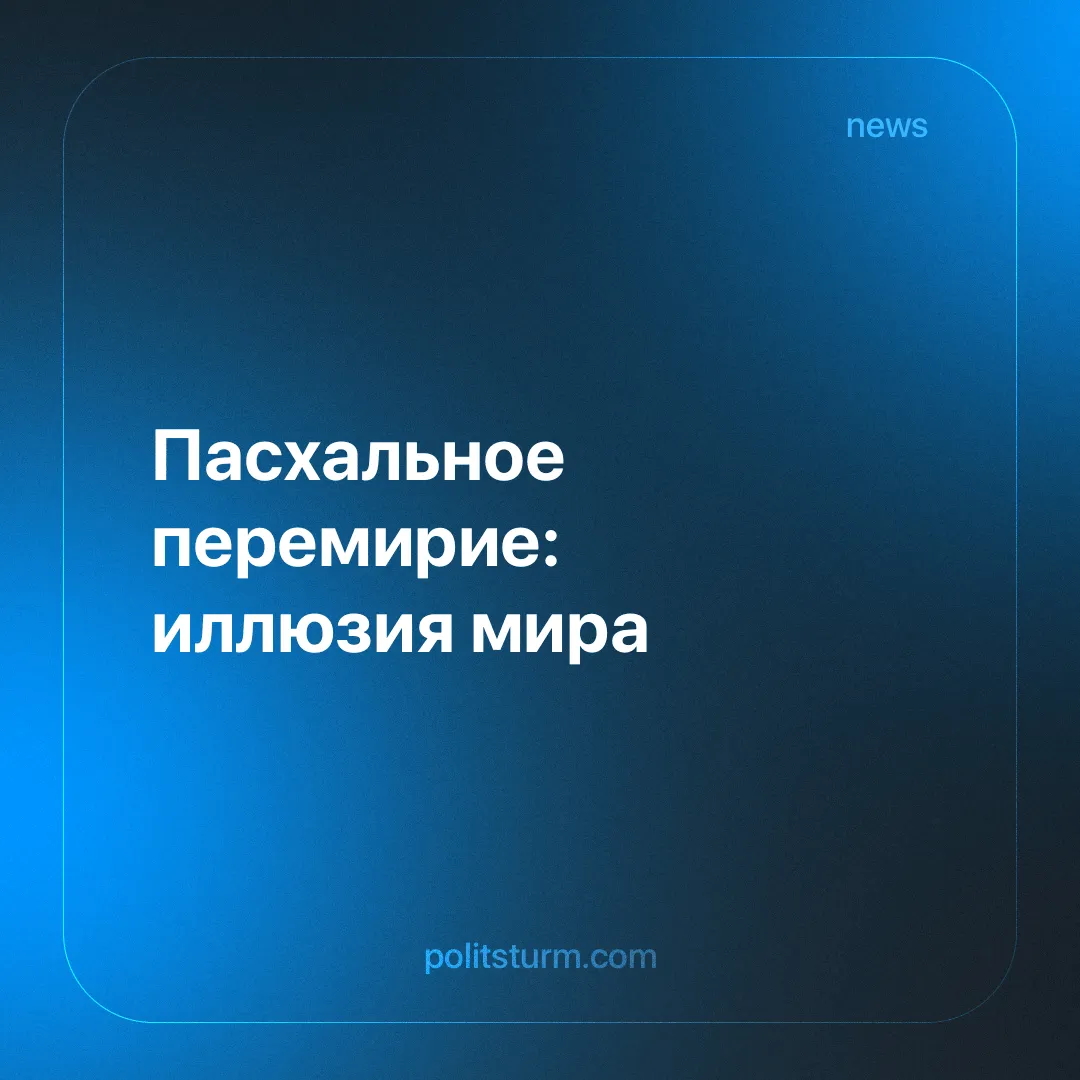 news
Пасхальное
перемирие:
иллюзия мира
politsturm.com